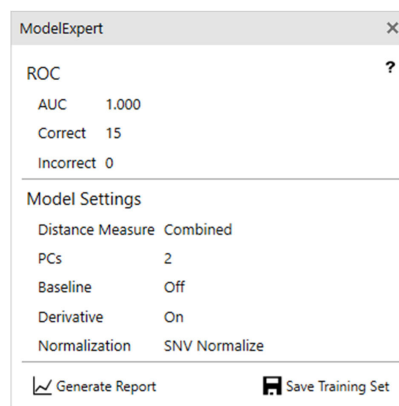 ModelExpert
ROC ?
AUC 1.000
Correct 15
Incorrect 0
Model Settings
Distance Measure Combined
PCs 2
Baseline Off
Derivative On
Normalization SNV Normalize
Generate Report Save Training Set